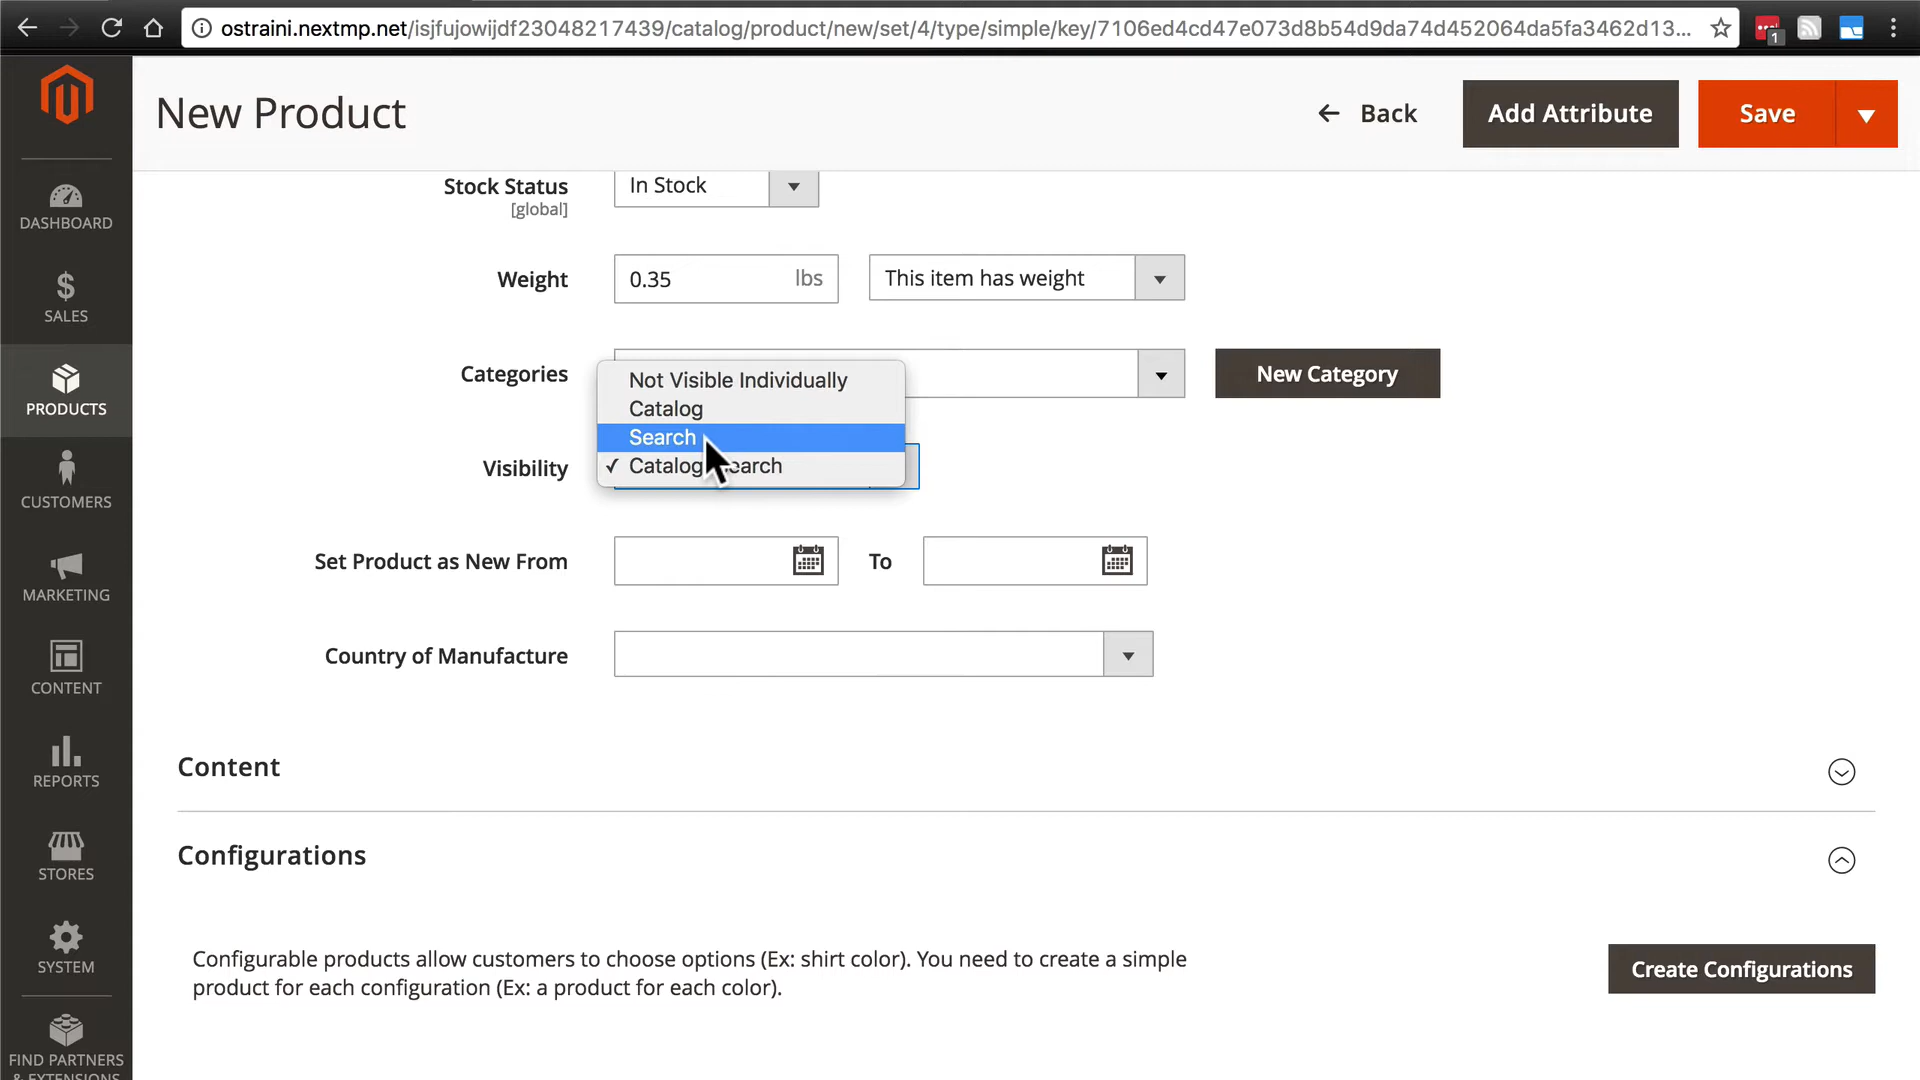 ostraini.nextmp.net/isjfujowijdf23048217439/catalog/product/new/set/4/type/simple/key/7106ed4cd47e073d8b54d9da74d452064da5fa3462d13...
1
New Product
Back
Add Attribute
Save
DASHBOARD
SALES
PRODUCTS
CUSTOMERS
MARKETING
CONTENT
REPORTS
STORES
SYSTEM
FIND PARTNERS
& EXTENSIONS
Stock Status
[global]
In Stock
Weight
0.35 lbs
This item has weight
Categories
New Category
Not Visible Individually
Catalog
Search
✓ Catalog, Search
Visibility
Set Product as New From
To
Country of Manufacture
Content
Configurations
Configurable products allow customers to choose options (Ex: shirt color). You need to create a simple
product for each configuration (Ex: a product for each color).
Create Configurations